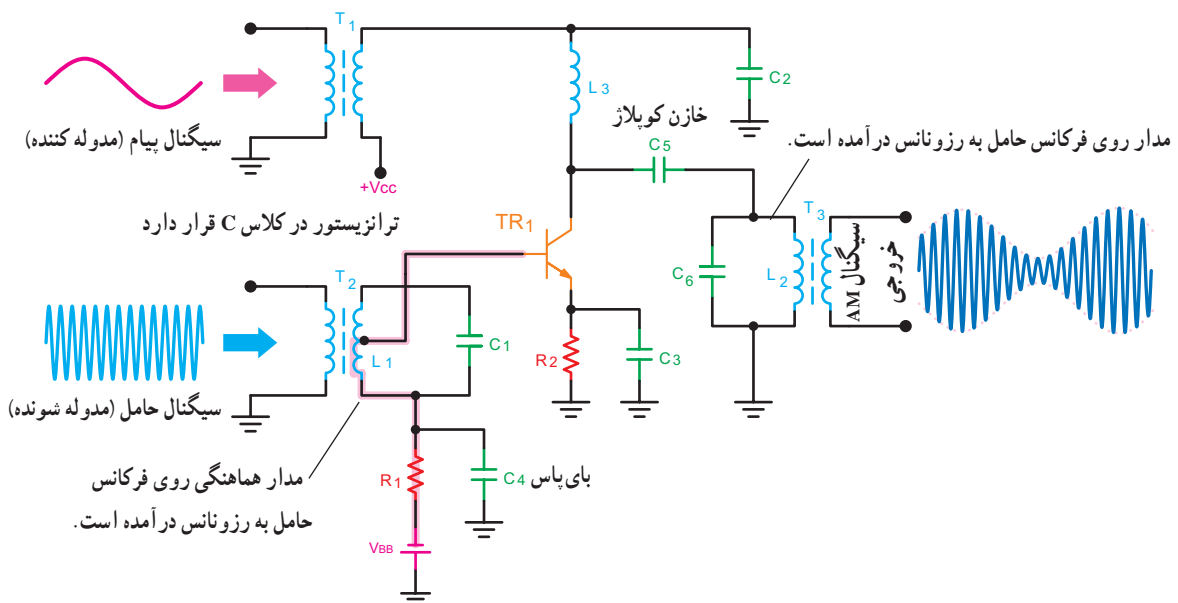 T1
سیگنال پیام (مدوله کننده)
+Vcc
L3
C2
خازن کوپلاژ
C5
مدار روی فرکانس حامل به رزونانس درآمده است.
ترانزیستور در کلاس C قرار دارد
TR1
T2
L1
C1
سیگنال حامل (مدوله شونده)
R2
C3
C6
L2
T3
سیگنال AM
خروجی
مدار هماهنگی روی فرکانس
حامل به رزونانس درآمده است.
R1
C4
بای پاس
VBB